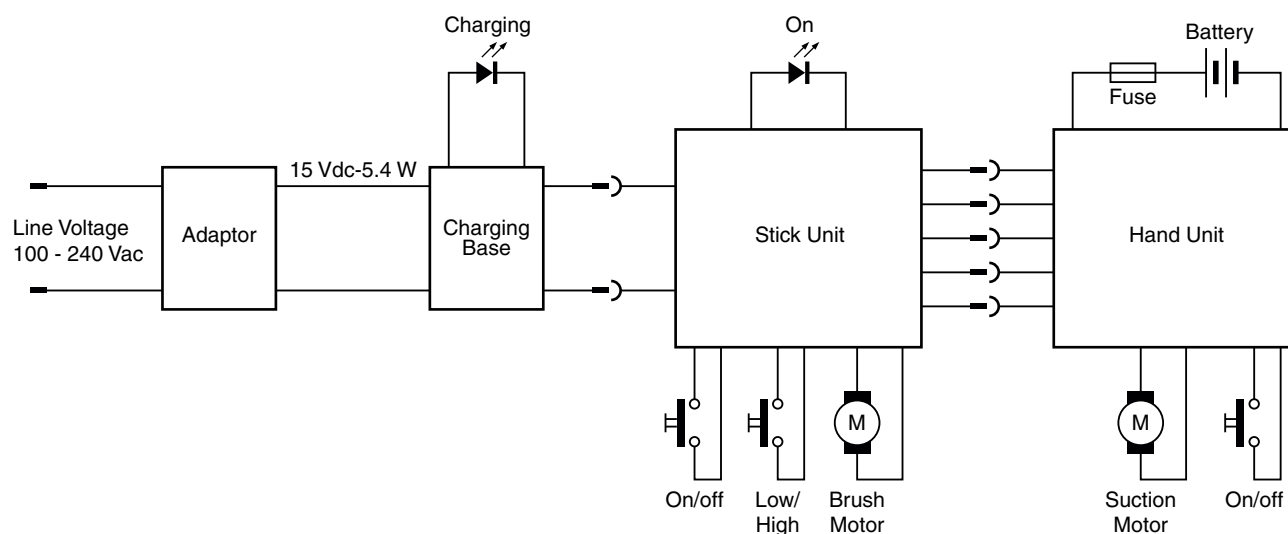 Charging
On
Battery
Fuse
15 Vdc-5.4 W
Line Voltage
100 - 240 Vac
Adaptor
Charging
Base
Stick Unit
Hand Unit
M
M
On/off
Low/
High
Brush
Motor
Suction
Motor
On/off